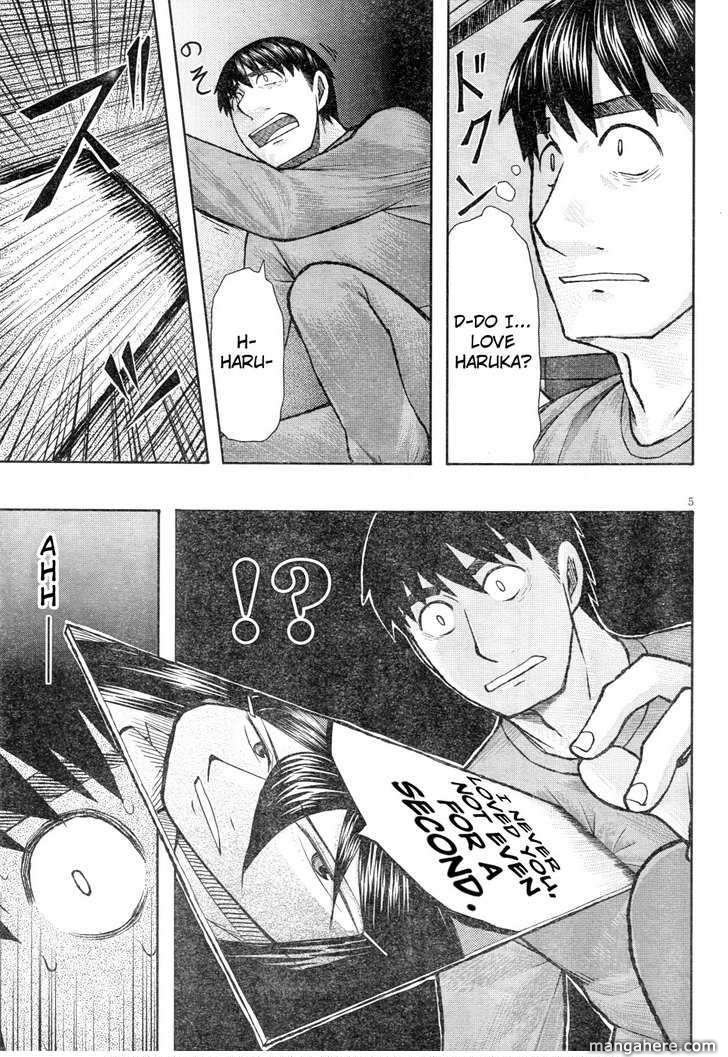 ドクン
D-DO I...
LOVE
HARUKA?
のそ
H-
HARU-
ズ
5
!?
I NEVER
LOVED YOU,
NOT EVEN
FOR A
SECOND.
AHH—
mangahere.com